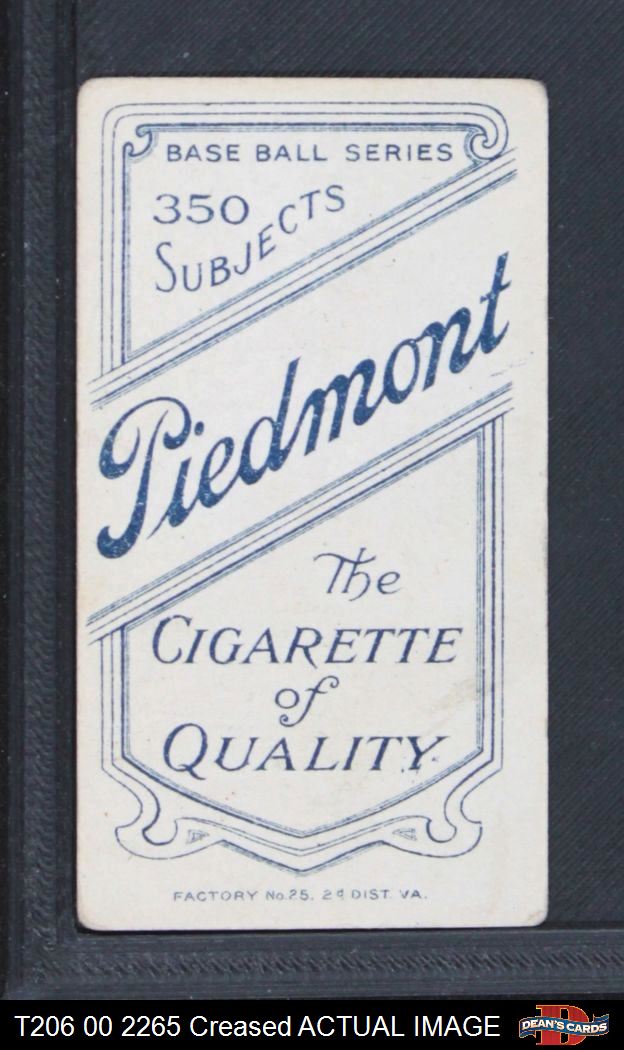 BASE BALL SERIES
350
SUBJECTS
Piedmont
The
CIGARETTE
of
QUALITY
FACTORY No. 25. 2d DIST. VA.
T206 00 2265 Creased ACTUAL IMAGE
DEAN'S CARDS